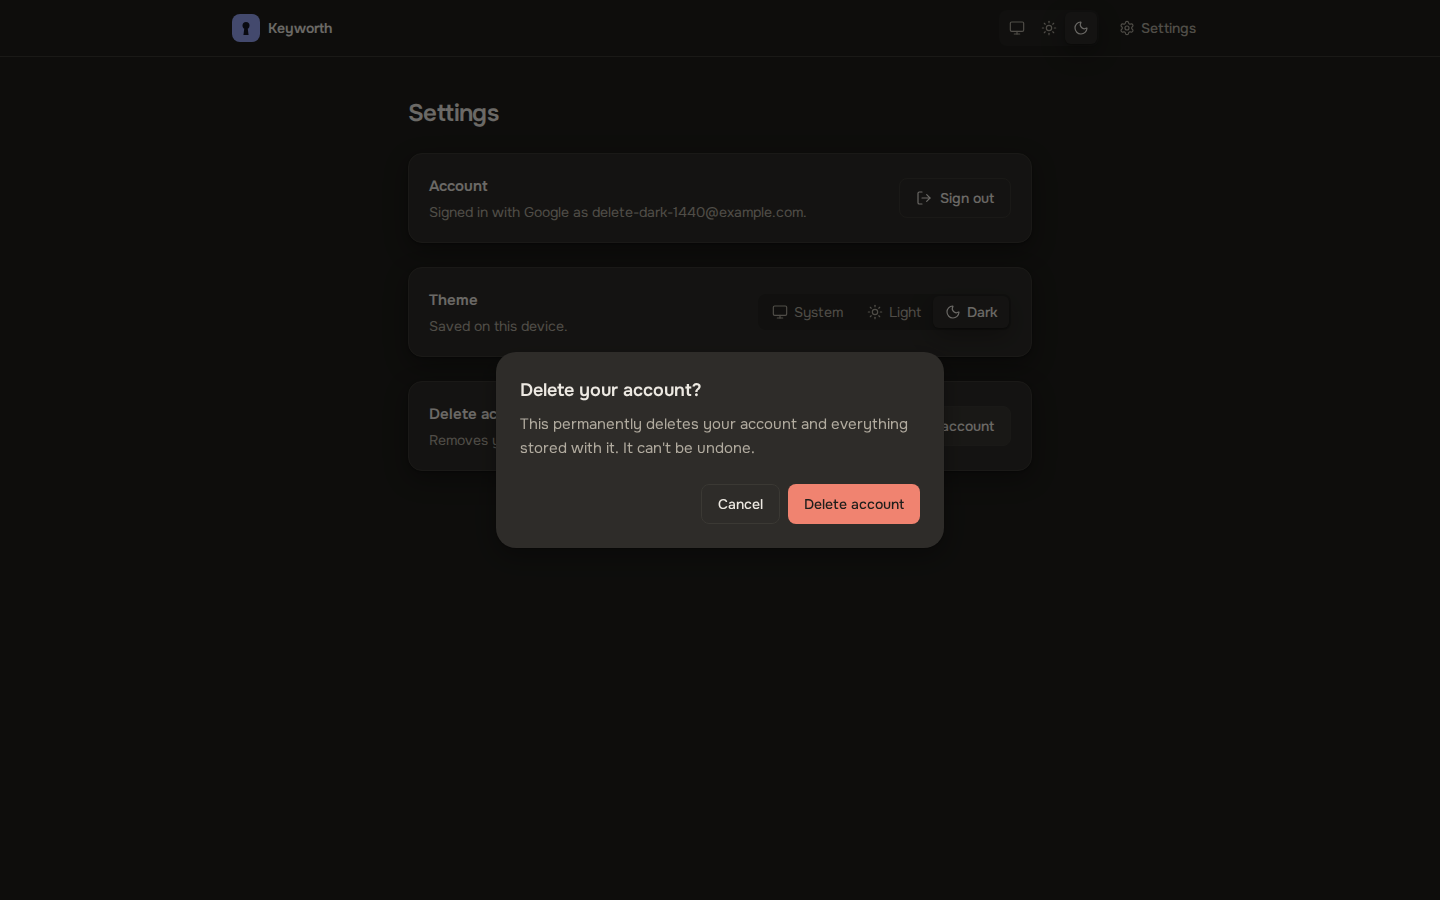 Keyworth
Settings
Settings
Account
Signed in with Google as delete-dark-1440@example.com.
Sign out
Theme
Saved on this device.
System
Light
Dark
Delete your account?
This permanently deletes your account and everything
stored with it. It can't be undone.
Cancel
Delete account
Delete ac
Removes y
account